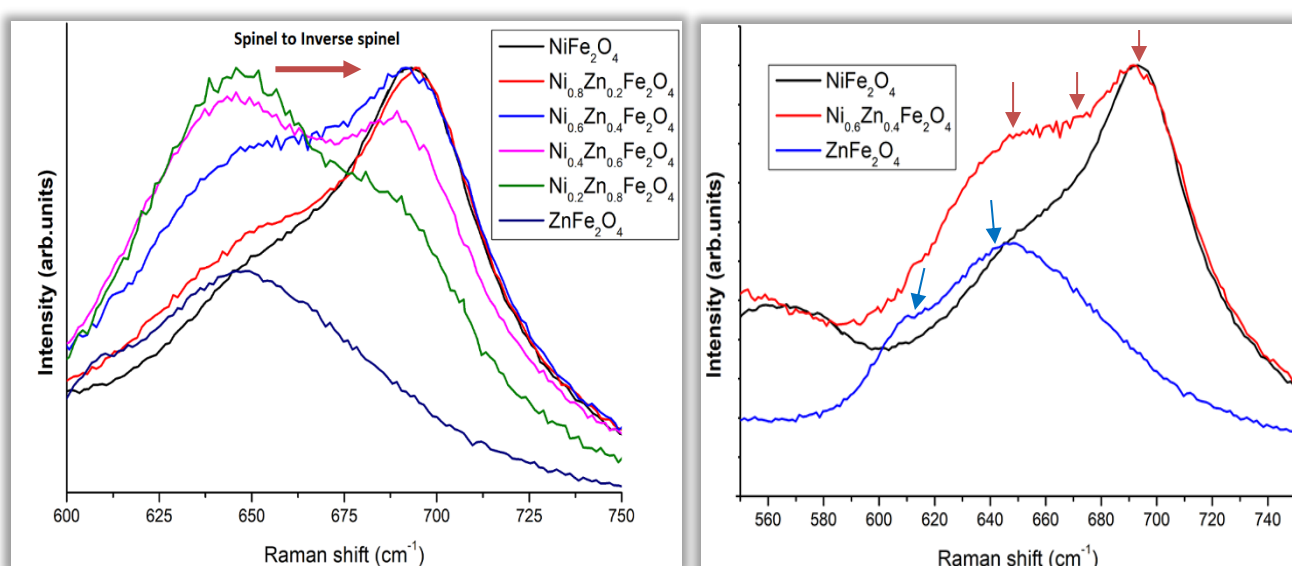 Spinel to Inverse spinel
NiFe₂O₄
Ni₀.₈Zn₀.₂Fe₂O₄
Ni₀.₆Zn₀.₄Fe₂O₄
Ni₀.₄Zn₀.₆Fe₂O₄
Ni₀.₂Zn₀.₈Fe₂O₄
ZnFe₂O₄
Intensity (arb.units)
600 625 650 675 700 725 750
Raman shift (cm⁻¹)
NiFe₂O₄
Ni₀.₆Zn₀.₄Fe₂O₄
ZnFe₂O₄
Intensity (arb.units)
560 580 600 620 640 660 680 700 720 740
Raman shift (cm⁻¹)